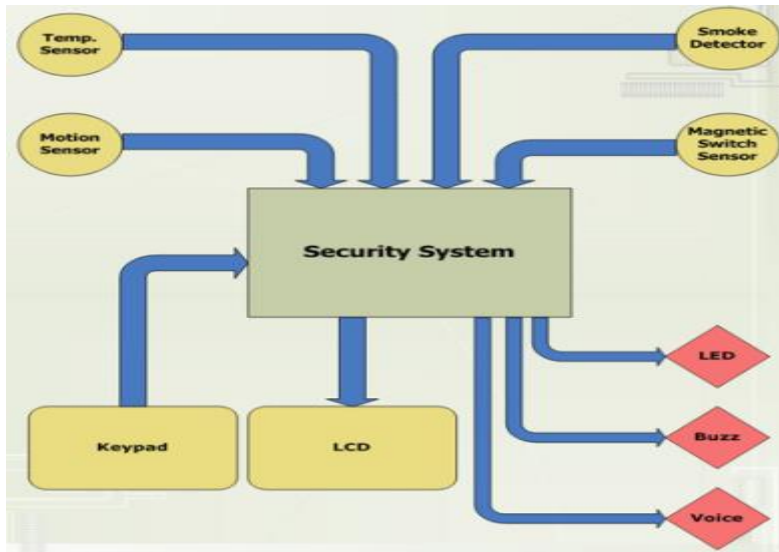 Temp.
Sensor
Smoke
Detector
Motion
Sensor
Magnetic
Switch
Sensor
Security System
LED
Keypad
LCD
Buzz
Voice